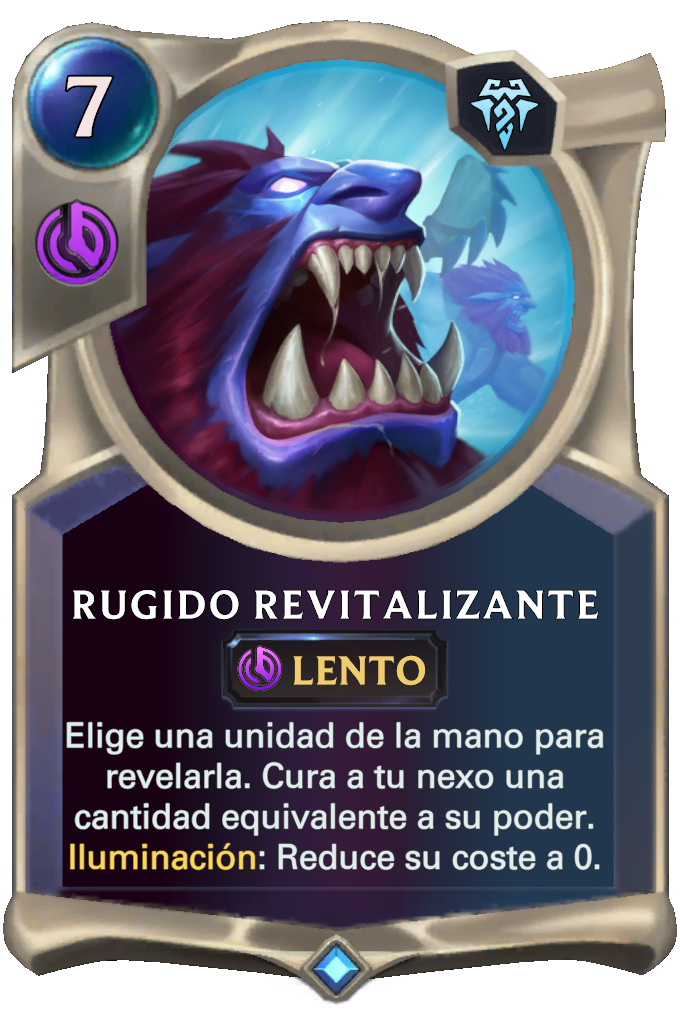 7
RUGIDO REVITALIZANTE
LENTO
Elige una unidad de la mano para
revelarla. Cura a tu nexo una
cantidad equivalente a su poder.
Iluminación: Reduce su coste a 0.